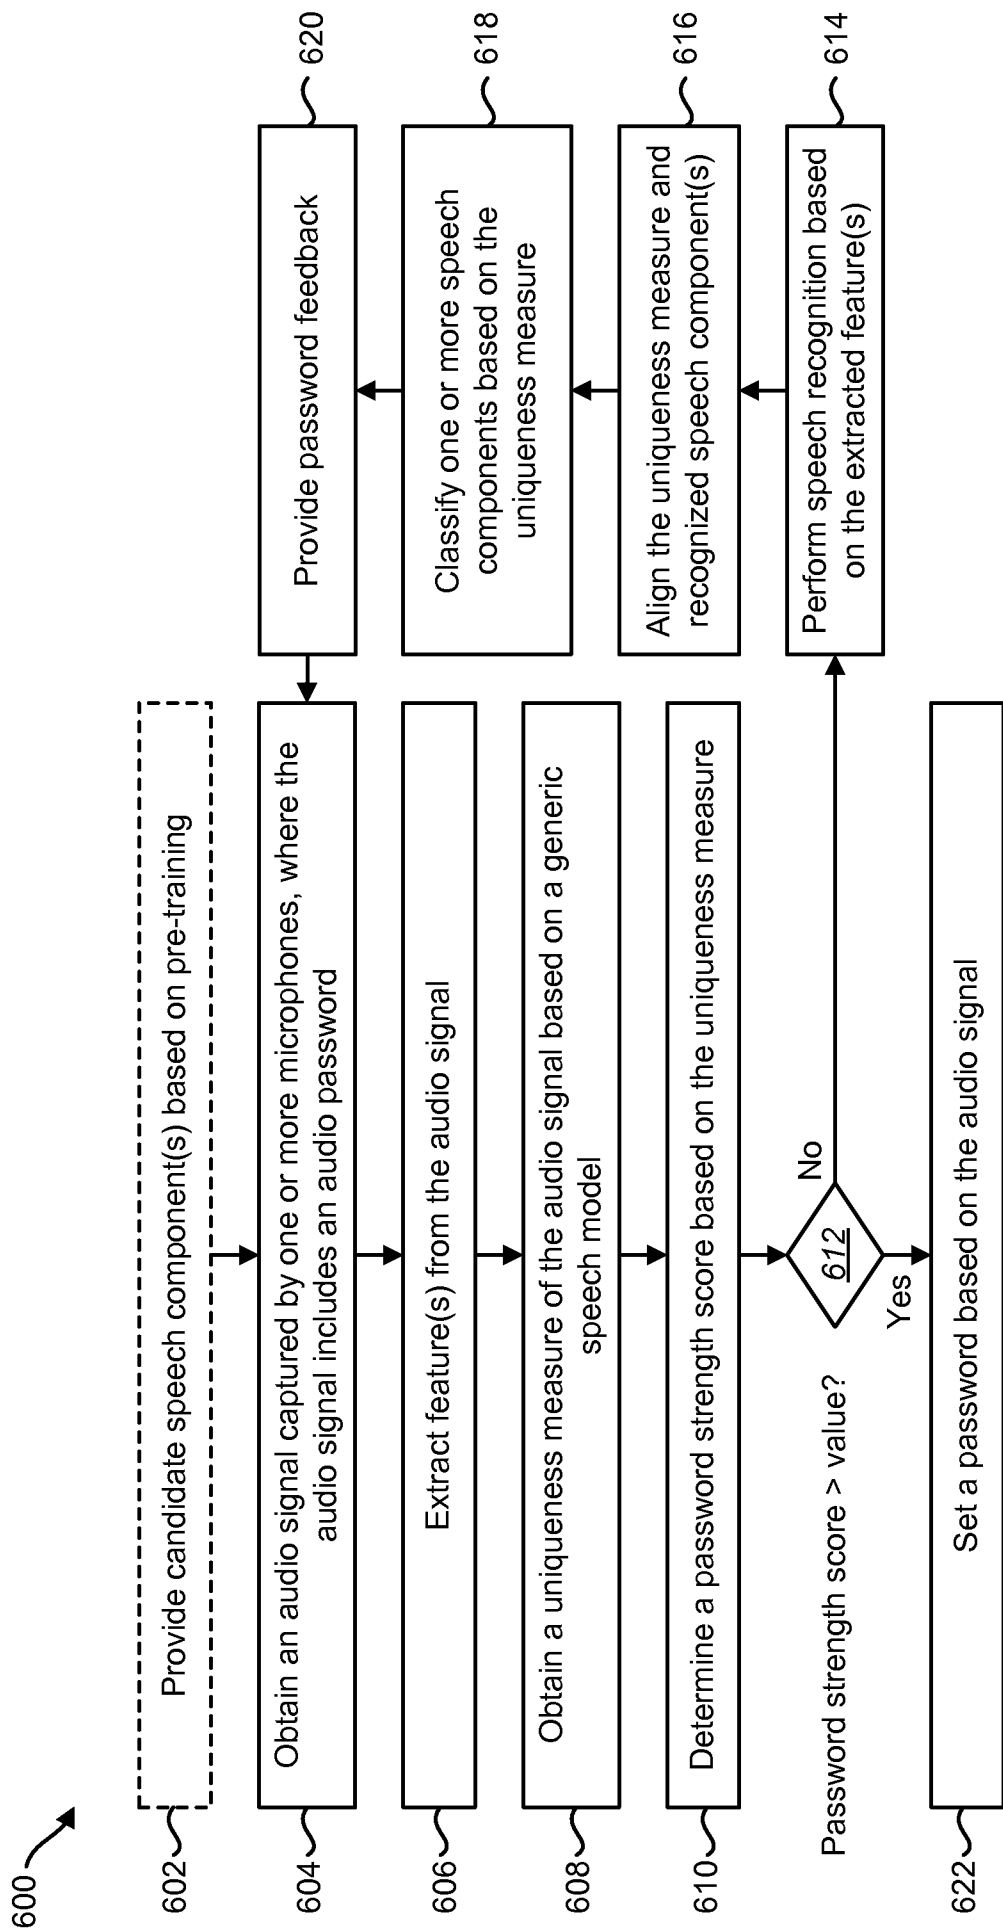 600
602
Provide candidate speech component(s) based on pre-training
604
Obtain an audio signal captured by one or more microphones, where the
audio signal includes an audio password
606
Extract feature(s) from the audio signal
608
Obtain a uniqueness measure of the audio signal based on a generic
speech model
610
Determine a password strength score based on the uniqueness measure
Password strength score > value?
612
No
Yes
622
Set a password based on the audio signal
Perform speech recognition based
on the extracted feature(s)
614
Align the uniqueness measure and
recognized speech component(s)
616
Classify one or more speech
components based on the
uniqueness measure
618
Provide password feedback
620